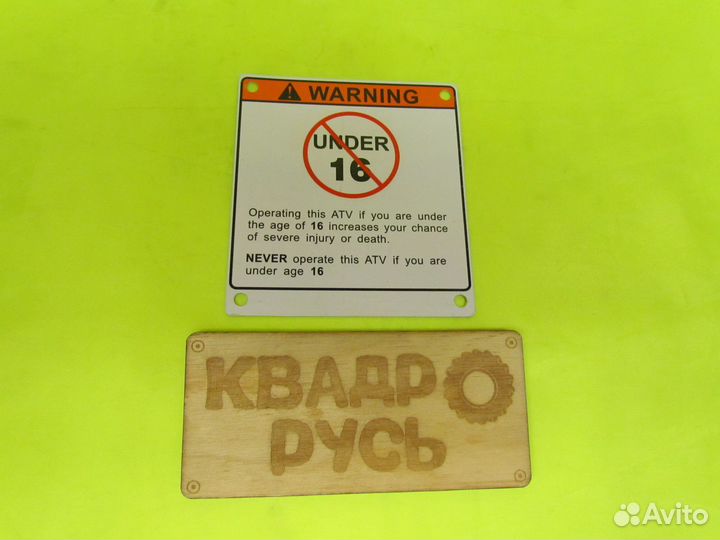 WARNING
UNDER
16
Operating this ATV if you are under
the age of 16 increases your chance
of severe injury or death.
NEVER operate this ATV if you are
under age 16
КВАДРО
РУСЬ
Avito